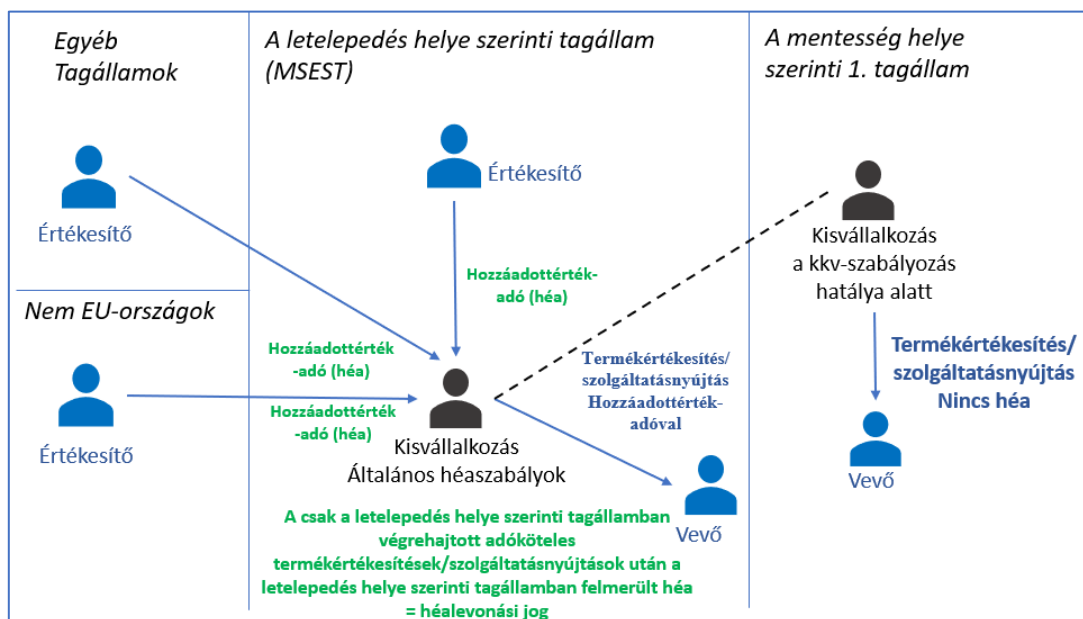 Egyéb
Tagállamok
Értékesítő
Nem EU-országok
Értékesítő
A letelepedés helye szerinti tagállam
(MSEST)
Értékesítő
Hozzáadottérték-
adó (héa)
Hozzáadottérték
-adó (héa)
Hozzáadottérték
-adó (héa)
Kisvállalkozás
Általános héaszabályok
Termékértékesítés/
szolgáltatásnyújtás
Hozzáadottérték-
adóval
Vevő
A csak a letelepedés helye szerinti tagállamban
végrehajtott adóköteles
termékértékesítések/szolgáltatásnyújtások után a
letelepedés helye szerinti tagállamban felmerült héa
= héalevonási jog
A mentesség helye
szerinti 1. tagállam
Kisvállalkozás
a kkv-szabályozás
hatálya alatt
Termékértékesítés/
szolgáltatásnyújtás
Nincs héa
Vevő